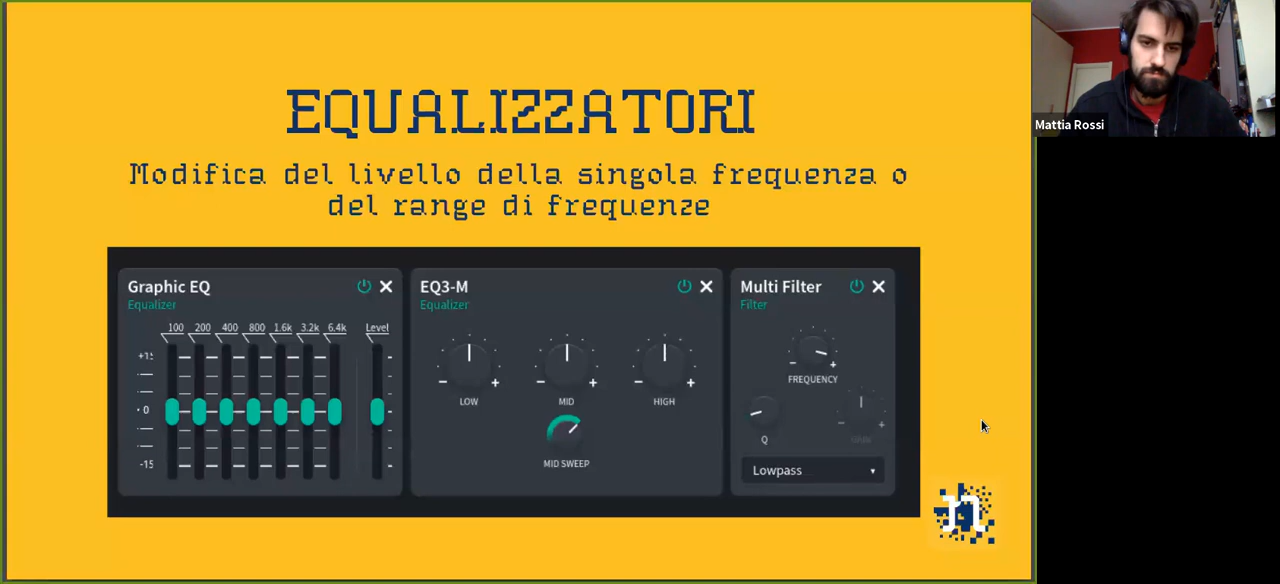 EQUALIZZATORI
Modifica del livello della singola frequenza o
del range di frequenze
Graphic EQ
Equalizer
100 200 400 800 1.6k 3.2k 6.4k Level
0
-15
EQ3-M
Equalizer
LOW MID HIGH
MID SWEEP
Multi Filter
Filter
FREQUENCY
Q
Lowpass
n
Mattia Rossi